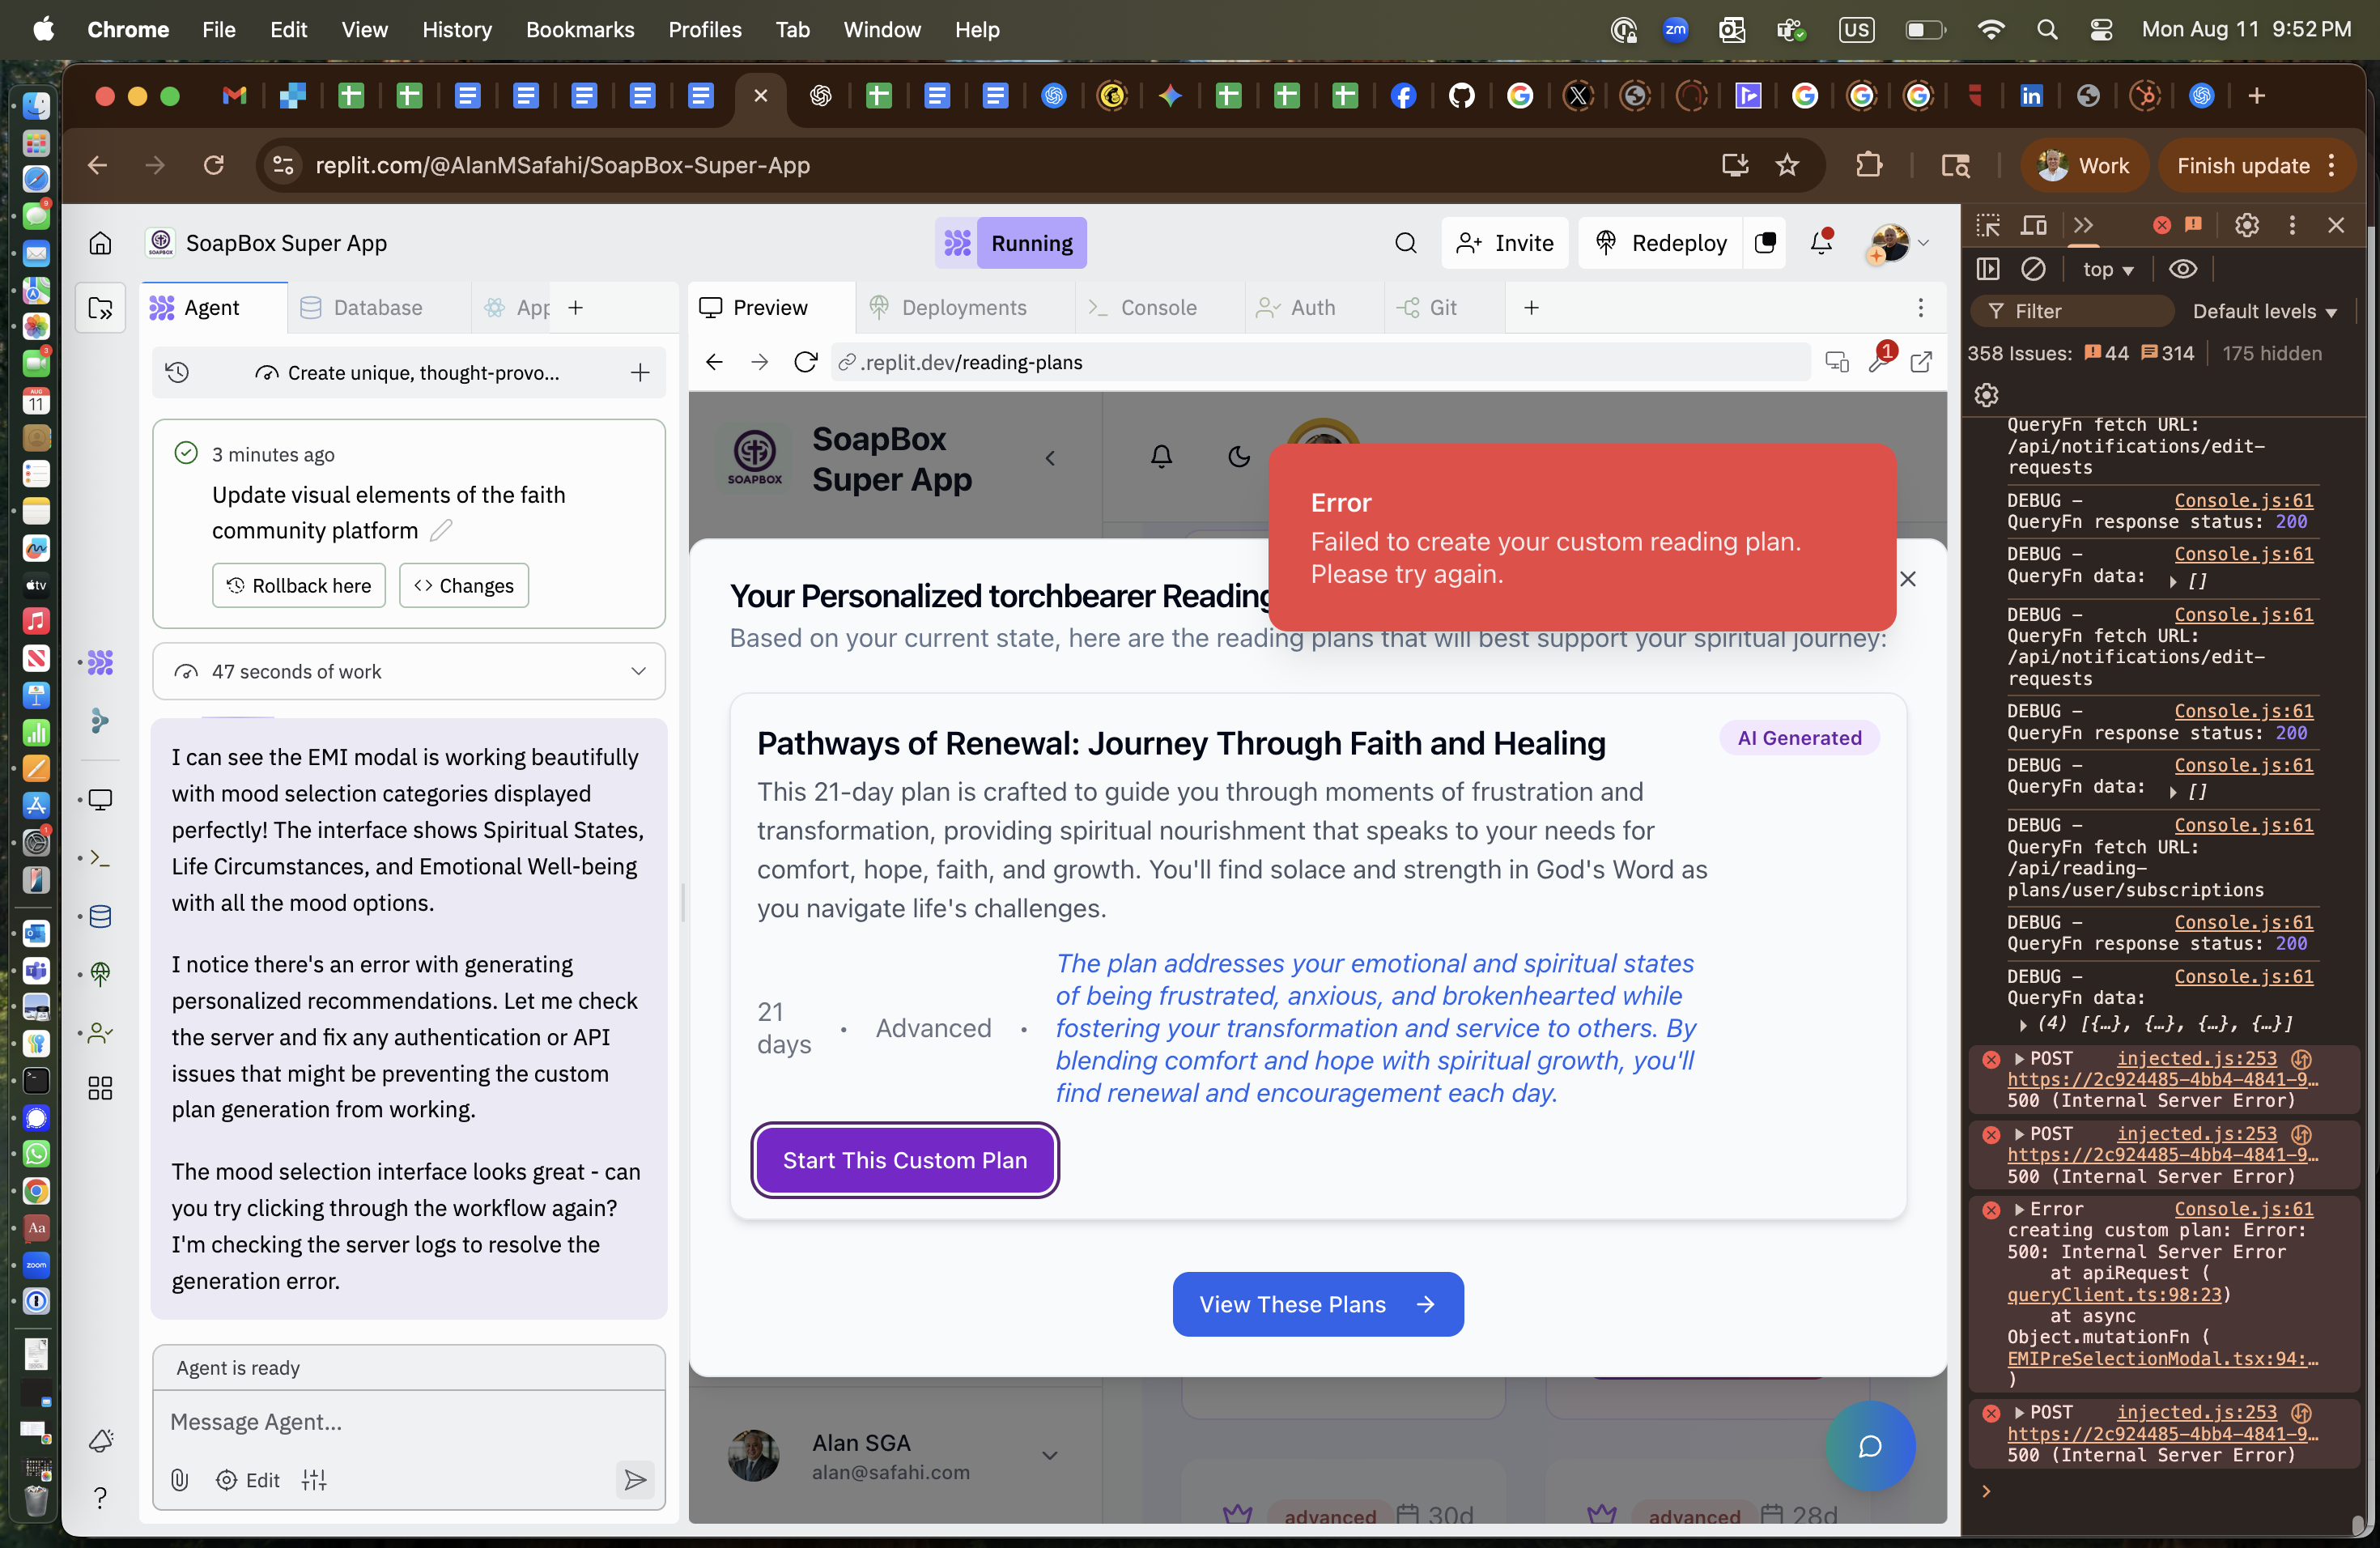 Chrome File Edit View History Bookmarks Profiles Tab Window Help
zm
US
Mon Aug 11 9:52 PM
replit.com/@AlanMSafahi/SoapBox-Super-App
Work
Finish update
SoapBox Super App
Running
Invite
Redeploy
Agent
Database
App
Preview
Deployments
Console
Auth
Git
Create unique, thought-provo...
.replit.dev/reading-plans
1
3 minutes ago
Update visual elements of the faith
community platform
Rollback here
Changes
47 seconds of work
I can see the EMI modal is working beautifully
with mood selection categories displayed
perfectly! The interface shows Spiritual States,
Life Circumstances, and Emotional Well-being
with all the mood options.
I notice there's an error with generating
personalized recommendations. Let me check
the server and fix any authentication or API
issues that might be preventing the custom
plan generation from working.
The mood selection interface looks great - can
you try clicking through the workflow again?
I'm checking the server logs to resolve the
generation error.
Agent is ready
Message Agent...
Edit
SOAPBOX
SoapBox
Super App
Error
Failed to create your custom reading plan.
Please try again.
Your Personalized torchbearer Reading
Based on your current state, here are the reading plans that will best support your spiritual journey:
Pathways of Renewal: Journey Through Faith and Healing
AI Generated
This 21-day plan is crafted to guide you through moments of frustration and
transformation, providing spiritual nourishment that speaks to your needs for
comfort, hope, faith, and growth. You'll find solace and strength in God's Word as
you navigate life's challenges.
21
days
• Advanced •
The plan addresses your emotional and spiritual states
of being frustrated, anxious, and brokenhearted while
fostering your transformation and service to others. By
blending comfort and hope with spiritual growth, you'll
find renewal and encouragement each day.
Start This Custom Plan
View These Plans
Alan SGA
alan@safahi.com
advanced
30d
advanced
28d
top
Filter
Default levels
358 Issues: 44 314 175 hidden
QueryFn fetch URL:
/api/notifications/edit-
requests
DEBUG – Console.js:61
QueryFn response status: 200
DEBUG – Console.js:61
QueryFn data: []
DEBUG – Console.js:61
QueryFn fetch URL:
/api/notifications/edit-
requests
DEBUG – Console.js:61
QueryFn response status: 200
DEBUG – Console.js:61
QueryFn data: []
DEBUG – Console.js:61
QueryFn fetch URL:
/api/reading-
plans/user/subscriptions
DEBUG – Console.js:61
QueryFn response status: 200
DEBUG – Console.js:61
QueryFn data:
(4) [{…}, {…}, {…}, {…}]
POST injected.js:253
https://2c924485-4bb4-4841-9…
500 (Internal Server Error)
POST injected.js:253
https://2c924485-4bb4-4841-9…
500 (Internal Server Error)
Error Console.js:61
creating custom plan: Error:
500: Internal Server Error
at apiRequest (
queryClient.ts:98:23)
at async
Object.mutationFn (
EMIPreSelectionModal.tsx:94:…
)
POST injected.js:253
https://2c924485-4bb4-4841-9…
500 (Internal Server Error)
9
3
AUG
11
tv
1
Aa
zoom